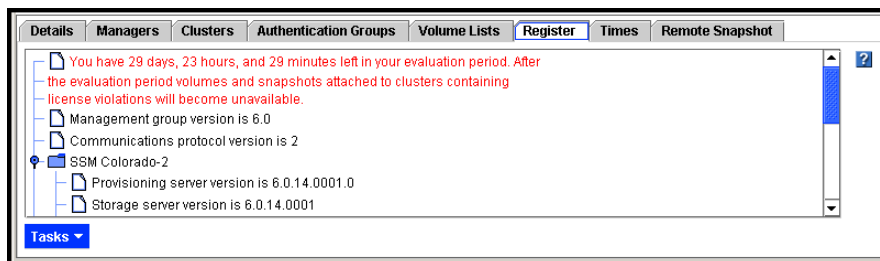 Details Managers Clusters Authentication Groups Volume Lists Register Times Remote Snapshot
You have 29 days, 23 hours, and 29 minutes left in your evaluation period. After
the evaluation period volumes and snapshots attached to clusters containing
license violations will become unavailable.
Management group version is 6.0
Communications protocol version is 2
SSM Colorado-2
Provisioning server version is 6.0.14.0001.0
Storage server version is 6.0.14.0001
Tasks
?